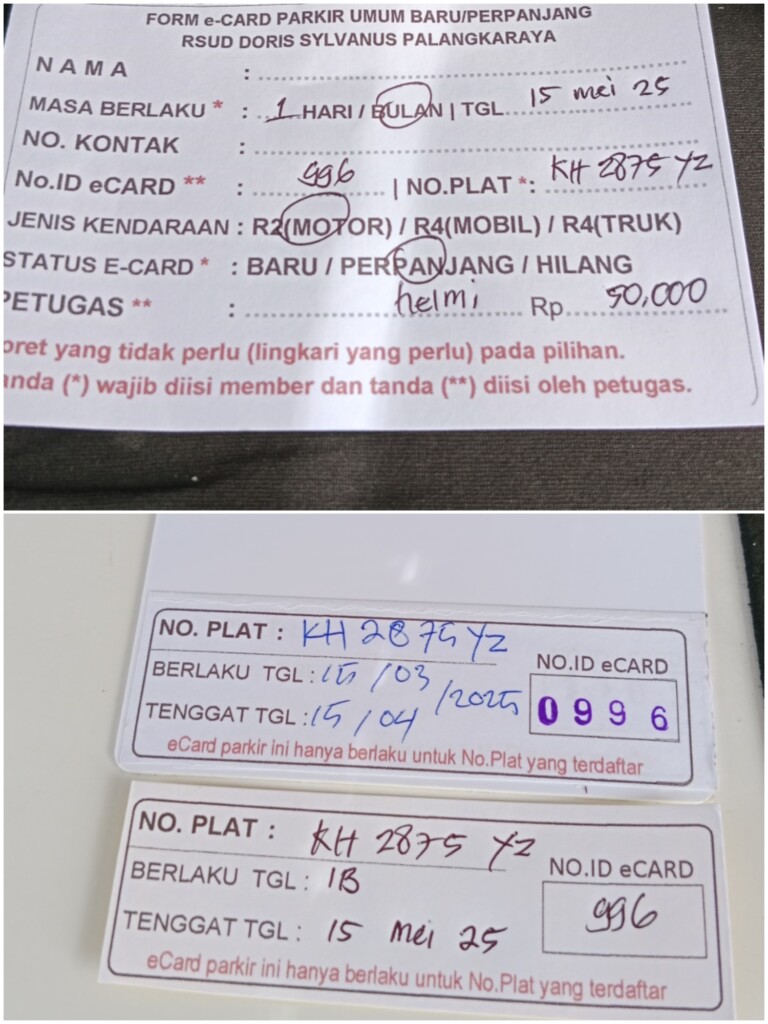 FORM e-CARD PARKIR UMUM BARU/PERPANJANG
RSUD DORIS SYLVANUS PALANGKARAYA
NAMA :
MASA BERLAKU * : 1 HARI / BULAN | TGL 15 mei 25
NO. KONTAK :
No.ID eCARD ** : 996 | NO.PLAT *: KH 2875 YZ
JENIS KENDARAAN : R2(MOTOR) / R4(MOBIL) / R4(TRUK)
STATUS E-CARD * : BARU / PERPANJANG / HILANG
PETUGAS ** : helmi Rp. 50,000
oret yang tidak perlu (lingkari yang perlu) pada pilihan.
anda (*) wajib diisi member dan tanda (**) diisi oleh petugas.
NO. PLAT : KH 2875 YZ
BERLAKU TGL : 15/03
/2025
TENGGAT TGL : 15/04
NO.ID eCARD
0996
eCard parkir ini hanya berlaku untuk No.Plat yang terdaftar
NO. PLAT : KH 2875 YZ
BERLAKU TGL : 1B
TENGGAT TGL : 15 Mei 25
NO.ID eCARD
996
eCard parkir ini hanya berlaku untuk No.Plat yang terdaftar